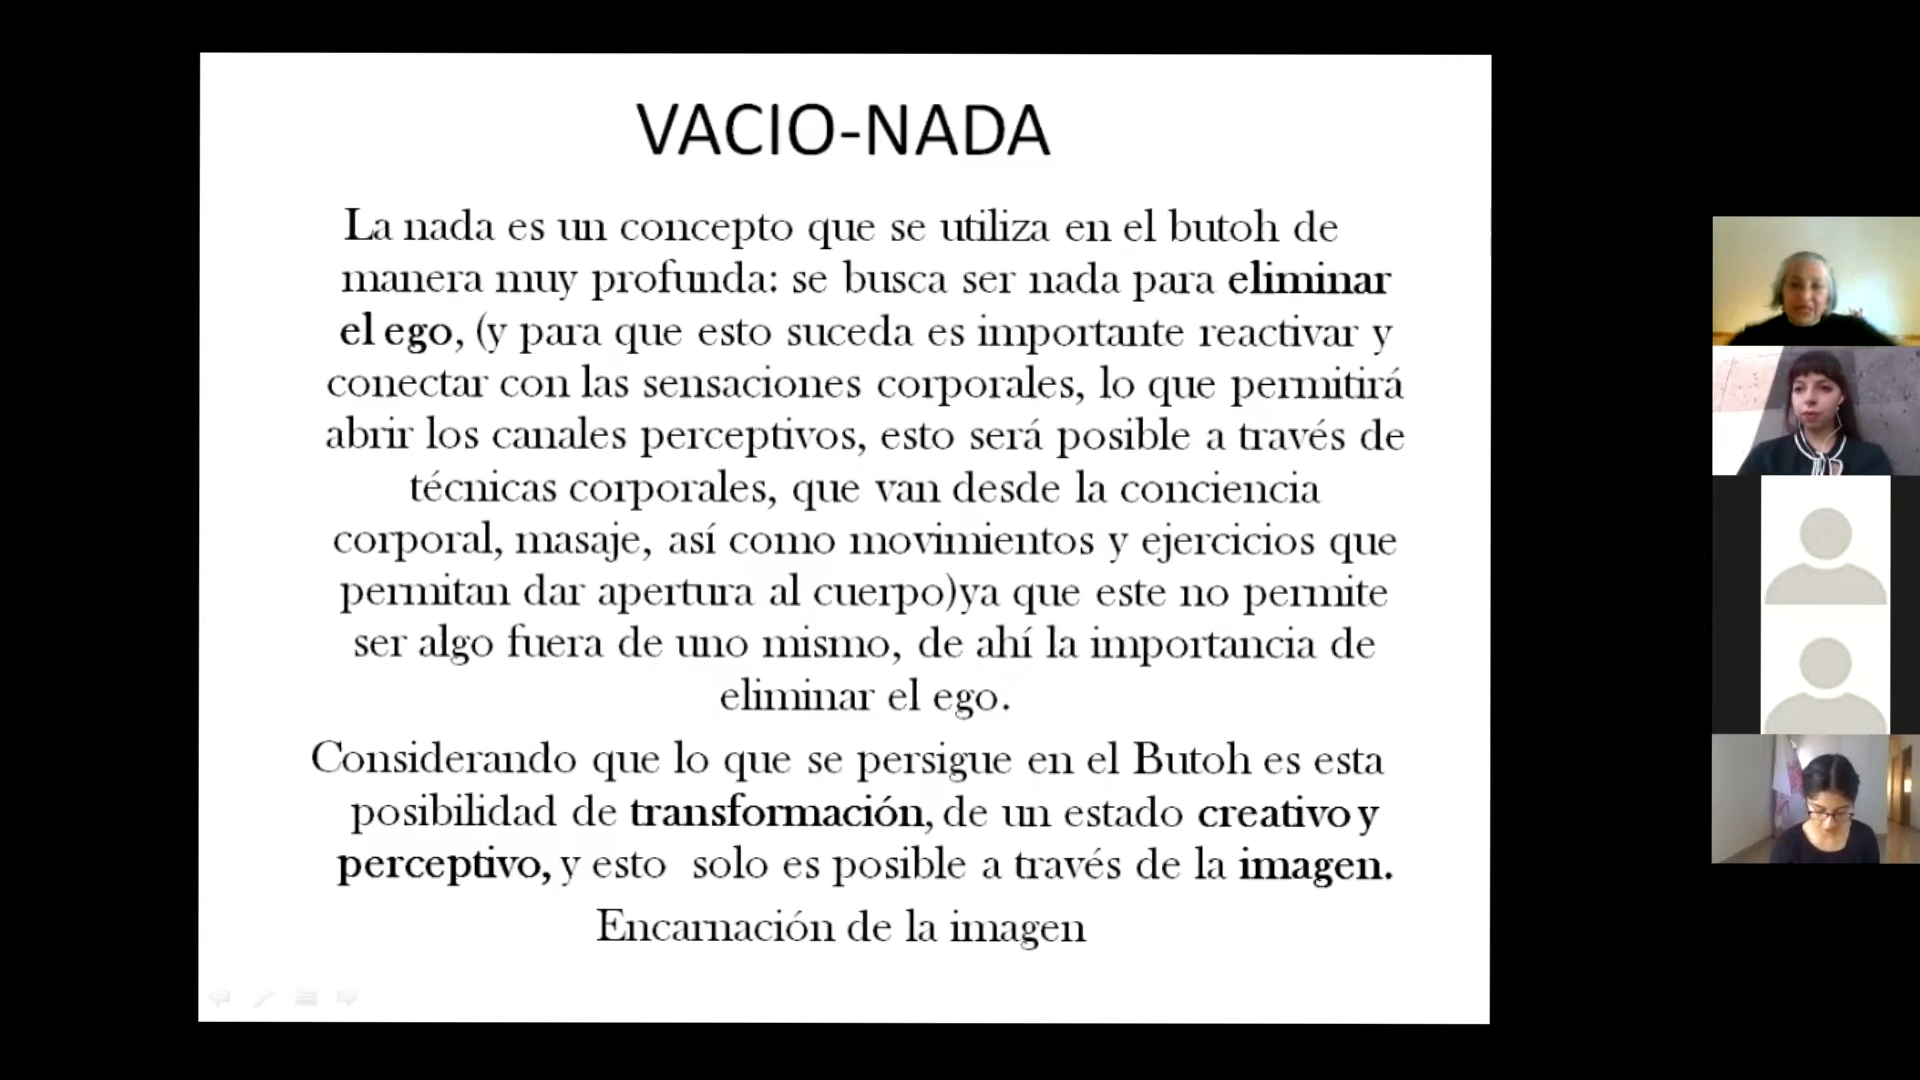 VACIO-NADA
La nada es un concepto que se utiliza en el butoh de
manera muy profunda: se busca ser nada para eliminar
el ego, (y para que esto suceda es importante reactivar y
conectar con las sensaciones corporales, lo que permitirá
abrir los canales perceptivos, esto será posible a través de
técnicas corporales, que van desde la conciencia
corporal, masaje, así como movimientos y ejercicios que
permitan dar apertura al cuerpo)ya que este no permite
ser algo fuera de uno mismo, de ahí la importancia de
eliminar el ego.
Considerando que lo que se persigue en el Butoh es esta
posibilidad de transformación, de un estado creativo y
perceptivo, y esto solo es posible a través de la imagen.
Encarnación de la imagen